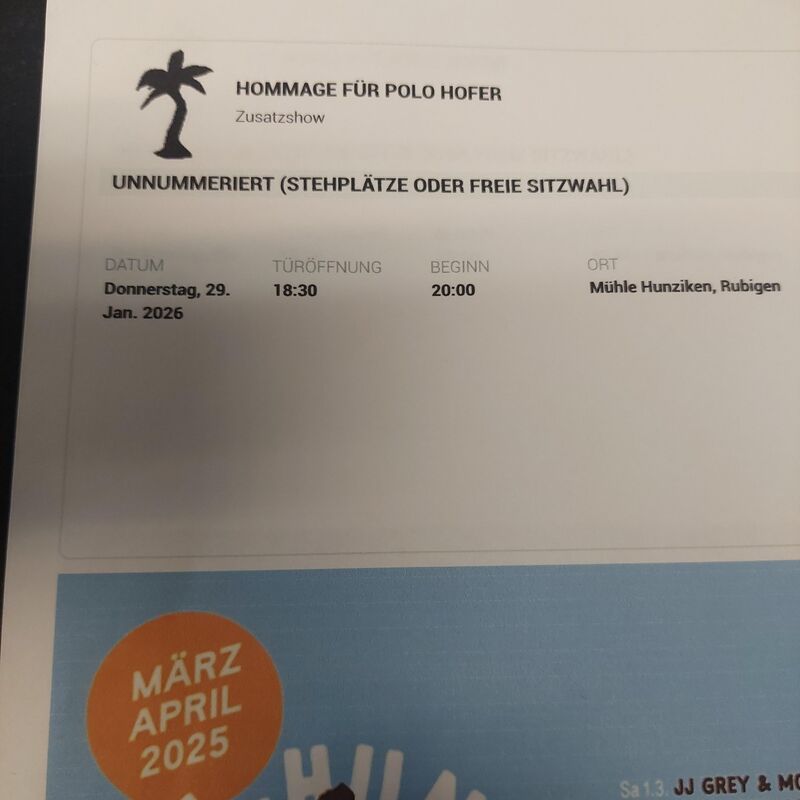 HOMMAGE FÜR POLO HOFER
Zusatzshow
UNNUMMERIERT (STEHPLÄTZE ODER FREIE SITZWAHL)
DATUM TÜRÖFFNUNG BEGINN ORT
Donnerstag, 29. 18:30 20:00 Mühle Hunziken, Rubigen
Jan. 2026
MÄRZ
APRIL
2025
Sa 1.3. JJ GREY & MO